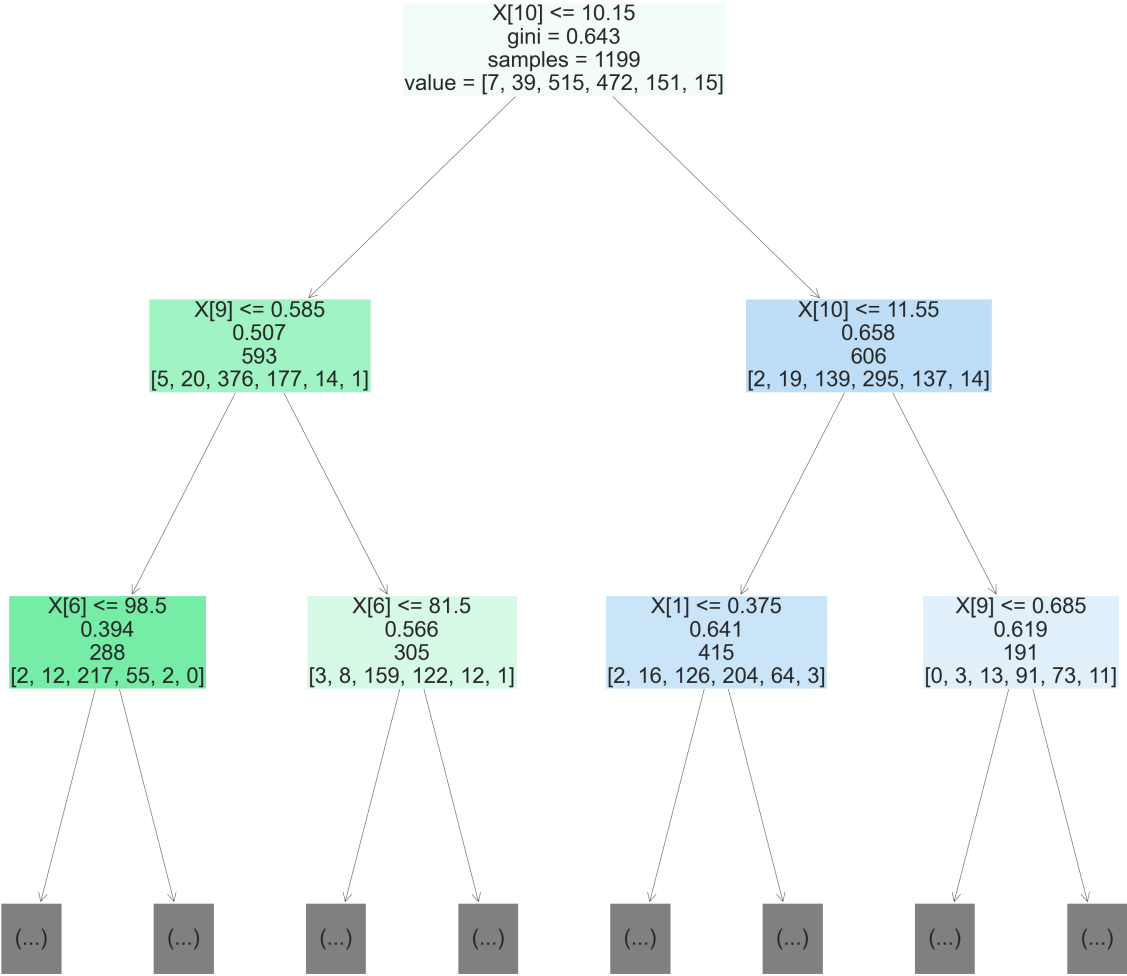 X[10] <= 10.15
gini = 0.643
samples = 1199
value = [7, 39, 515, 472, 151, 15]
X[9] <= 0.585
0.507
593
[5, 20, 376, 177, 14, 1]
X[10] <= 11.55
0.658
606
[2, 19, 139, 295, 137, 14]
X[6] <= 98.5
0.394
288
[2, 12, 217, 55, 2, 0]
X[6] <= 81.5
0.566
305
[3, 8, 159, 122, 12, 1]
X[1] <= 0.375
0.641
415
[2, 16, 126, 204, 64, 3]
X[9] <= 0.685
0.619
191
[0, 3, 13, 91, 73, 11]
(...)
(...)
(...)
(...)
(...)
(...)
(...)
(...)